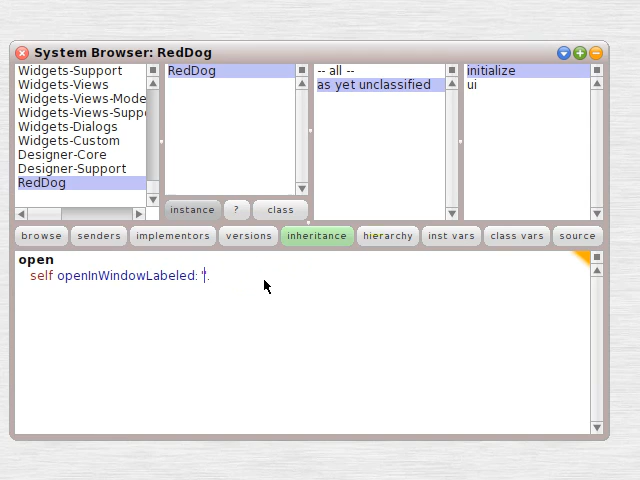 System Browser: RedDog
Widgets-Support
Widgets-Views
Widgets-Views-Mode
Widgets-Views-Suppo
Widgets-Dialogs
Widgets-Custom
Designer-Core
Designer-Support
RedDog
RedDog
instance ? class
-- all --
as yet unclassified
initialize
ui
browse senders implementors versions inheritance hierarchy inst vars class vars source
open
self openInWindowLabeled: ''.